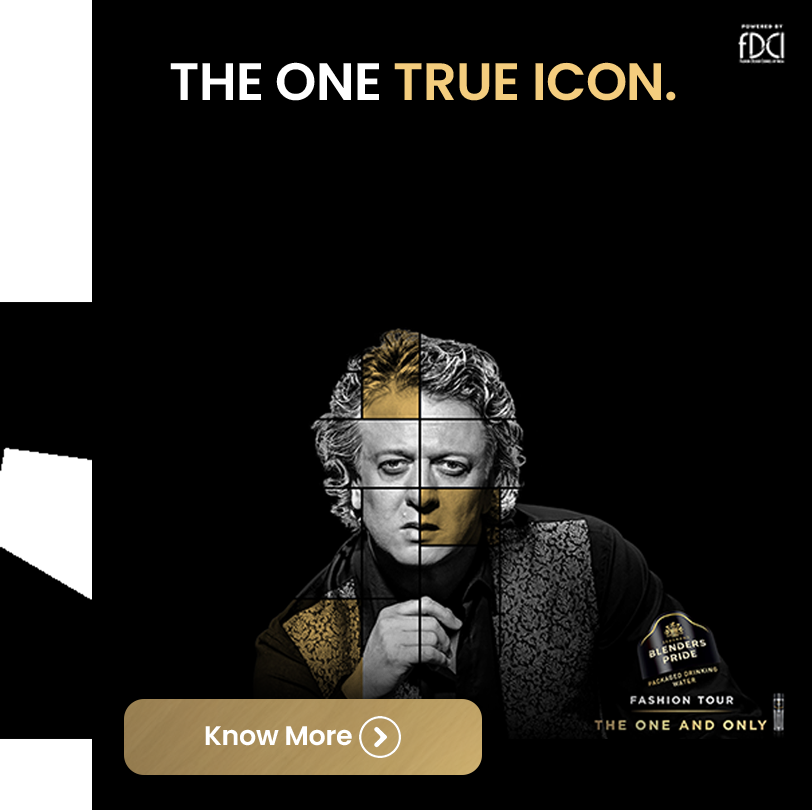 POWERED BY
fDCI
THE ONE TRUE ICON.
BLENDERS
PRIDE
PACKAGED DRINKING
WATER
FASHION TOUR
THE ONE AND ONLY
Know More